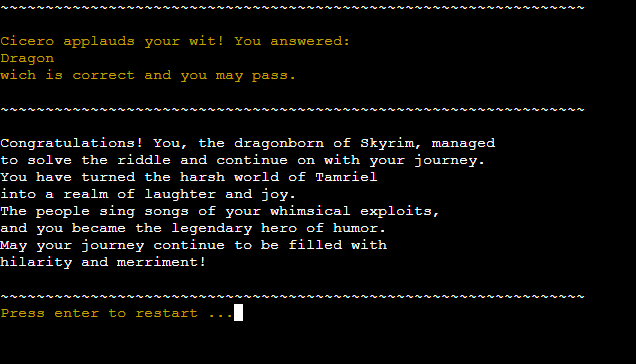 ~~~~~~~~~~~~~~~~~~~~~~~~~~~~~~~~~~~~~~~~~~~~~~~~~~~~~~~~~~~~~~~~~
Cicero applauds your wit! You answered:
Dragon
wich is correct and you may pass.
~~~~~~~~~~~~~~~~~~~~~~~~~~~~~~~~~~~~~~~~~~~~~~~~~~~~~~~~~~~~~~~~~
Congratulations! You, the dragonborn of Skyrim, managed
to solve the riddle and continue on with your journey.
You have turned the harsh world of Tamriel
into a realm of laughter and joy.
The people sing songs of your whimsical exploits,
and you became the legendary hero of humor.
May your journey continue to be filled with
hilarity and merriment!
~~~~~~~~~~~~~~~~~~~~~~~~~~~~~~~~~~~~~~~~~~~~~~~~~~~~~~~~~~~~~~~~~
Press enter to restart ...